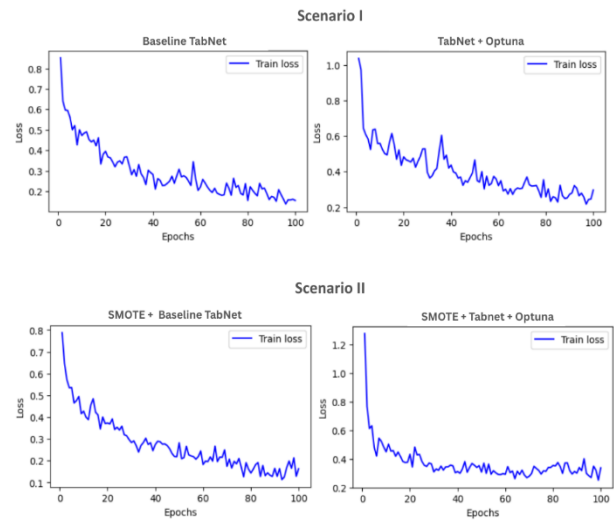 Scenario I
Baseline TabNet
TabNet + Optuna
Train loss
Train loss
Loss
0.8
0.7
0.6
0.5
0.4
0.3
0.2
0 20 40 60 80 100
Epochs
Loss
1.0
0.8
0.6
0.4
0.2
0 20 40 60 80 100
Epochs
Scenario II
SMOTE + Baseline TabNet
SMOTE + Tabnet + Optuna
Train loss
Train loss
Loss
0.8
0.7
0.6
0.5
0.4
0.3
0.2
0.1
0 20 40 60 80 100
Epochs
Loss
1.2
1.0
0.8
0.6
0.4
0.2
0 20 40 60 80 100
Epochs